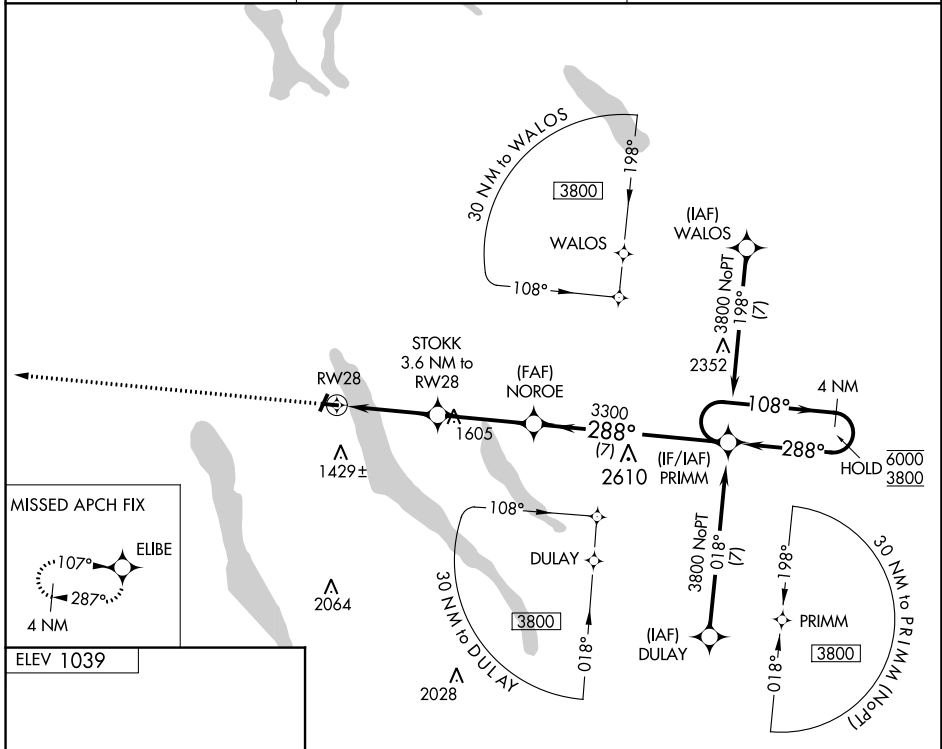 30 NM to WALOS
198°
3800
WALOS
108°
(IAF)
WALOS
3800 NoPT
198°
(7)
2352
STOKK
3.6 NM to
RW28
RW28
(FAF)
NOROE
1605
3300
288°
(7)
2610
(IF/IAF)
PRIMM
108°
4 NM
288°
HOLD
6000
3800
1429±
MISSED APCH FIX
ELIBE
107°
287°
4 NM
108°
DULAY
3800
018°
30 NM to DULAY
3800 NoPT
018°
(7)
(IAF)
DULAY
198°
PRIMM
3800
018°
30 NM to PRIMM (NoPT)
2064
2028
ELEV 1039